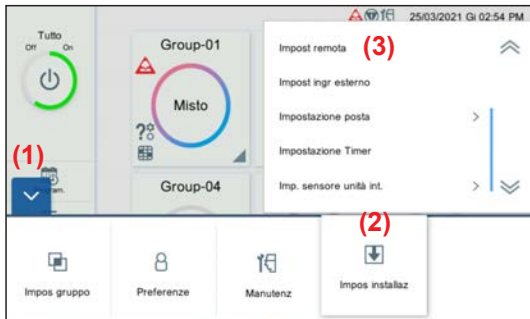 25/03/2021 Gi 02:54 PM
Tutto
Off On
Group-01
Misto
Impost remota
(3)
Impost ingr esterno
Impostazione posta
Impostazione Timer
Imp. sensore unità int.
(1)
Group-04
(2)
Impos gruppo
Preferenze
Manutenz
Impos installaz